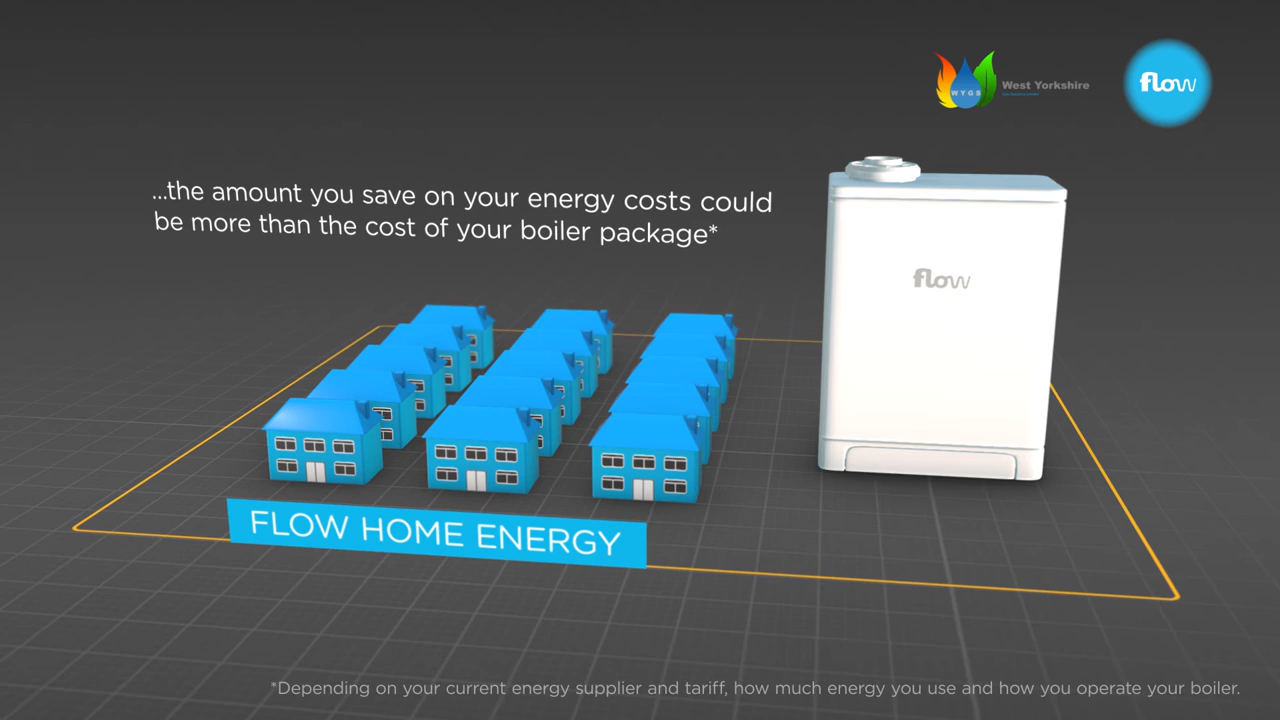 WYGS
West Yorkshire
flow
...the amount you save on your energy costs could
be more than the cost of your boiler package*
flow
FLOW HOME ENERGY
*Depending on your current energy supplier and tariff, how much energy you use and how you operate your boiler.